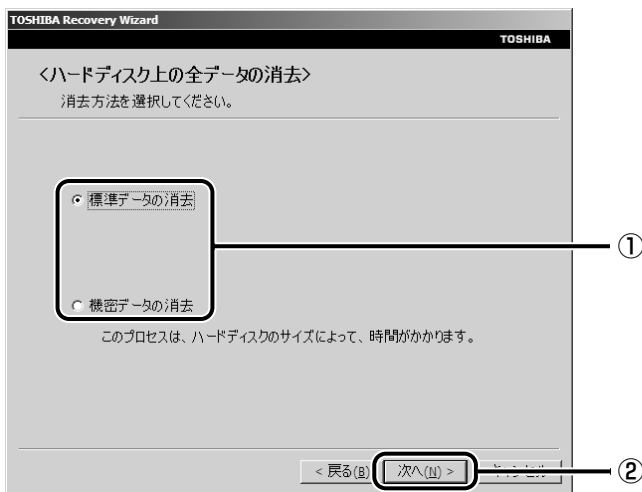 TOSHIBA Recovery Wizard
TOSHIBA
<ハードディスク上の全データの消去>
消去方法を選択してください。
標準データの消去
①
機密データの消去
このプロセスは、ハードディスクのサイズによって、時間がかかります。
< 戻る(B) 次へ(N) >
②